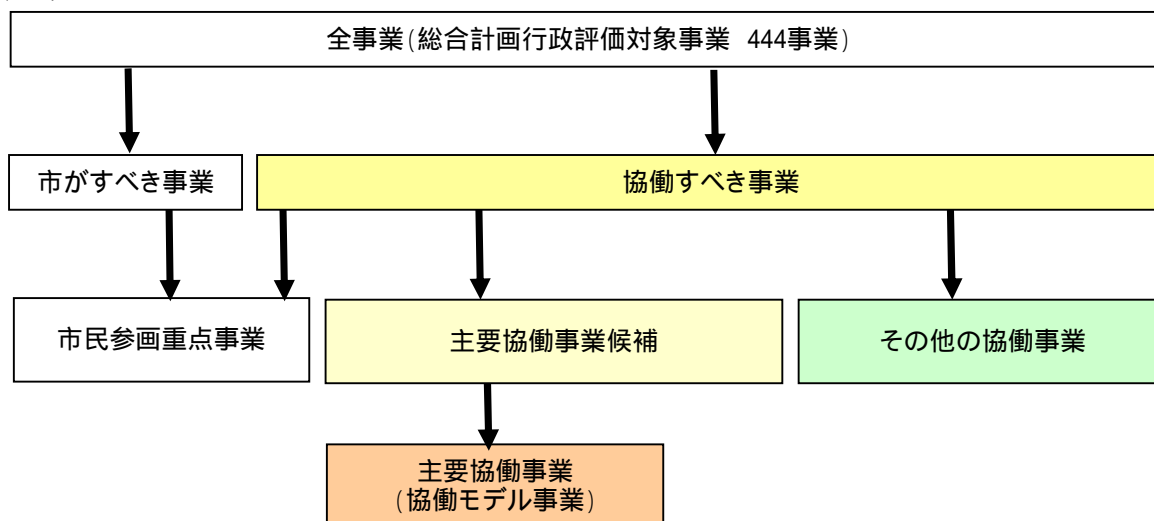 全事業(総合計画行政評価対象事業 444事業)
市がすべき事業
協働すべき事業
市民参画重点事業
主要協働事業候補
その他の協働事業
主要協働事業
(協働モデル事業)